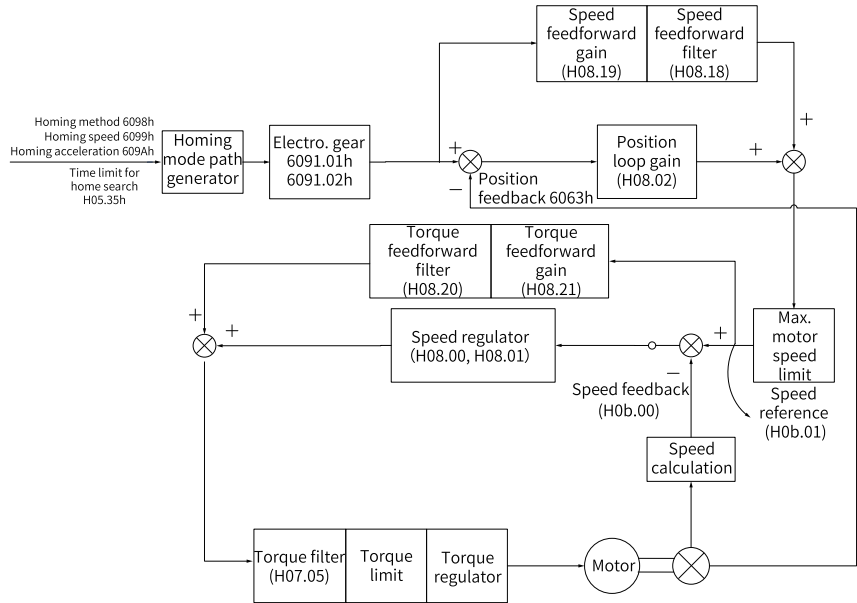 Speed
feedforward
gain
(H08.19)
Speed
feedforward
filter
(H08.18)
Homing method 6098h
Homing speed 6099h
Homing acceleration 609Ah
Time limit for
home search
H05.35h
Homing
mode path
generator
Electro. gear
6091.01h
6091.02h
+
−
Position
feedback 6063h
Position
loop gain
(H08.02)
+
+
Torque
feedforward
filter
(H08.20)
Torque
feedforward
gain
(H08.21)
+
+
Speed regulator
(H08.00, H08.01)
+
−
Speed feedback
(H0b.00)
Max.
motor
speed
limit
Speed
reference
(H0b.01)
Speed
calculation
Torque filter
(H07.05)
Torque
limit
Torque
regulator
Motor